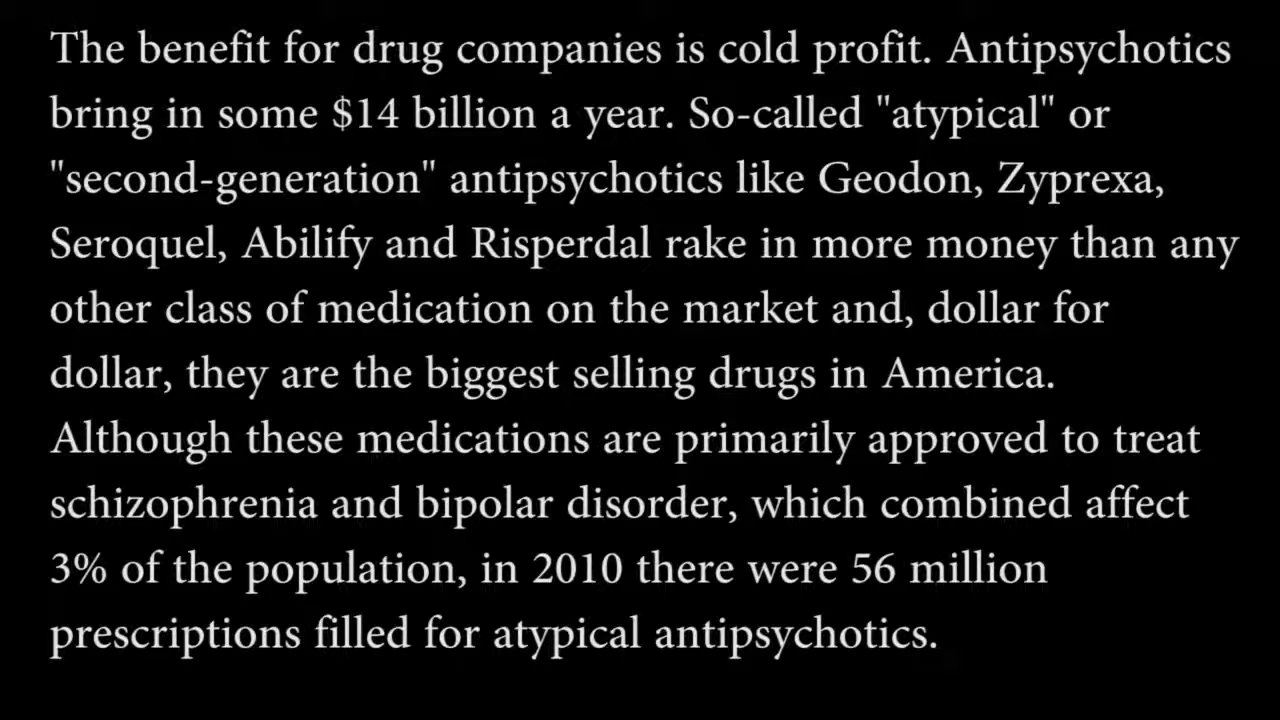 The benefit for drug companies is cold profit. Antipsychotics
bring in some $14 billion a year. So-called "atypical" or
"second-generation" antipsychotics like Geodon, Zyprexa,
Seroquel, Abilify and Risperdal rake in more money than any
other class of medication on the market and, dollar for
dollar, they are the biggest selling drugs in America.
Although these medications are primarily approved to treat
schizophrenia and bipolar disorder, which combined affect
3% of the population, in 2010 there were 56 million
prescriptions filled for atypical antipsychotics.